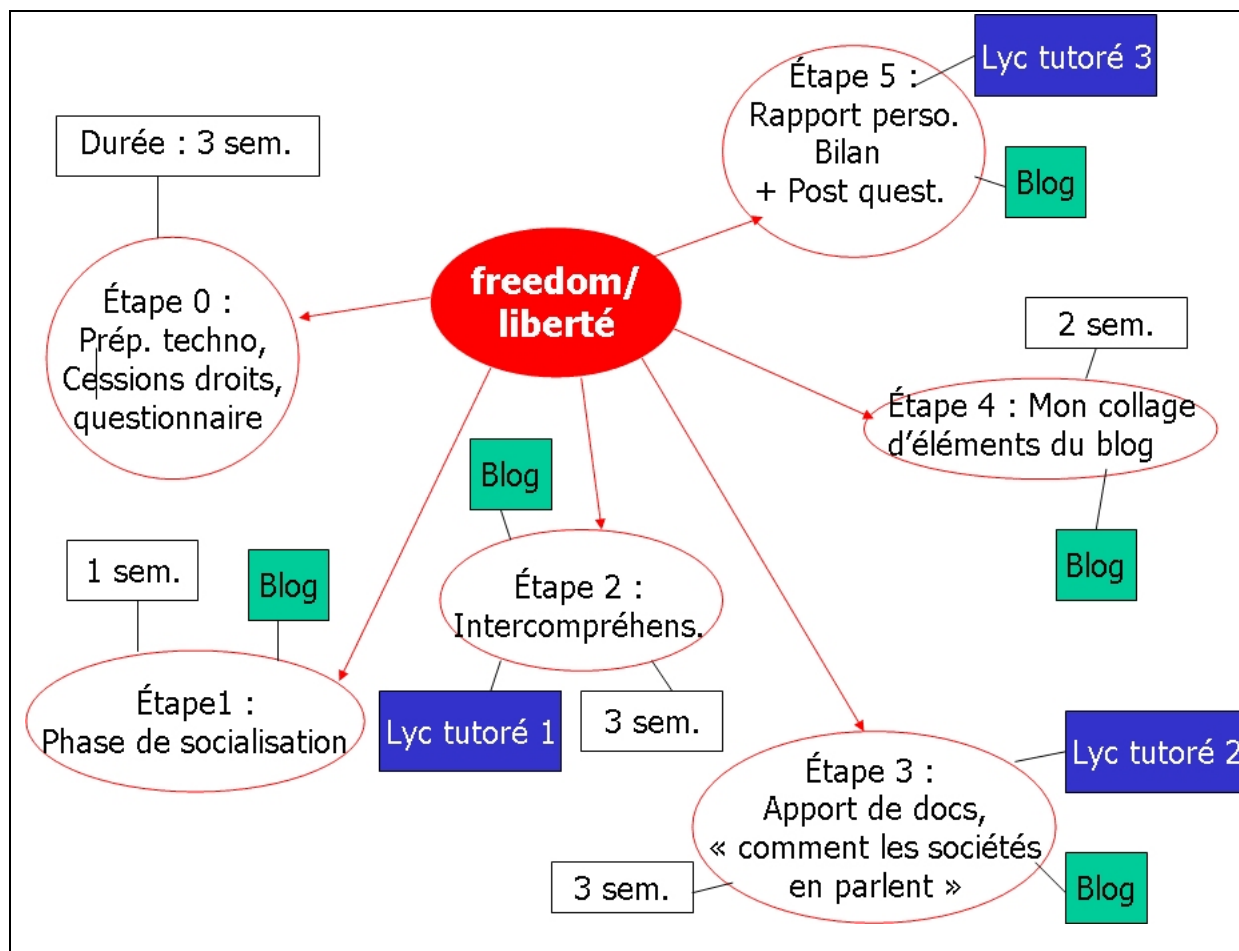 freedom/
liberté
Durée : 3 sem.
Étape 0 :
Prép. techno,
Cessions droits,
questionnaire
1 sem.
Blog
Étape1 :
Phase de socialisation
Blog
Étape 2 :
Intercompréhens.
Lyc tutoré 1
3 sem.
Étape 3 :
Apport de docs,
« comment les sociétés
en parlent »
Lyc tutoré 2
3 sem.
Blog
2 sem.
Étape 4 : Mon collage
d’éléments du blog
Blog
Étape 5 :
Rapport perso.
Bilan
+ Post quest.
Lyc tutoré 3
Blog